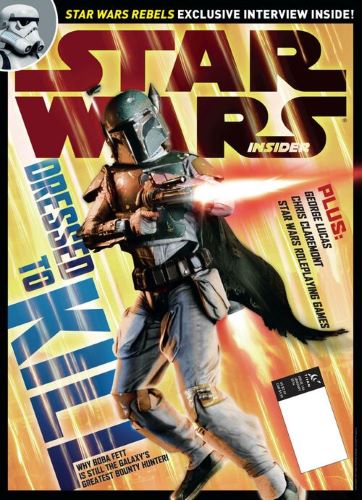 STAR WARS REBELS EXCLUSIVE INTERVIEW INSIDE!
STAR
WARS
INSIDER
DRESSED
TO
KILL
WHY BOBA FETT
IS STILL THE GALAXY'S
GREATEST BOUNTY HUNTER!
PLUS:
GEORGE LUCAS
CHRIS CLAREMONT
STAR WARS ROLEPLAYING GAMES
TITAN